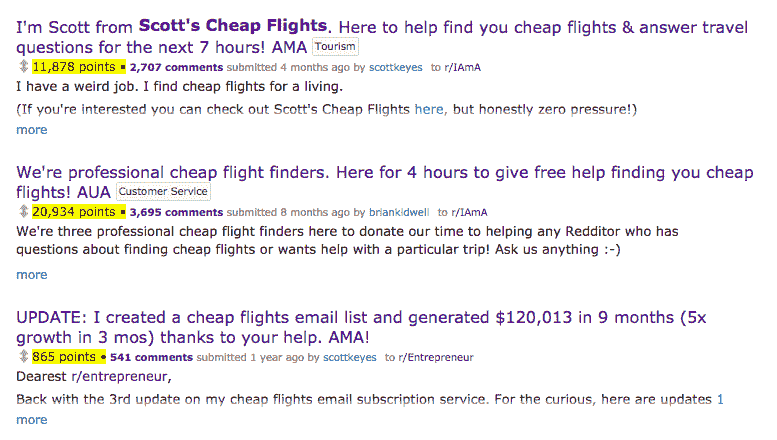 I'm Scott from Scott's Cheap Flights. Here to help find you cheap flights & answer travel
questions for the next 7 hours! AMA Tourism
11,878 points ▪ 2,707 comments submitted 4 months ago by scottkeyes to r/IAmA
I have a weird job. I find cheap flights for a living.
(If you're interested you can check out Scott's Cheap Flights here, but honestly zero pressure!)
more
We're professional cheap flight finders. Here for 4 hours to give free help finding you cheap
flights! AUA Customer Service
20,934 points ▪ 3,695 comments submitted 8 months ago by briankidwell to r/IAmA
We're three professional cheap flight finders here to donate our time to helping any Redditor who has
questions about finding cheap flights or wants help with a particular trip! Ask us anything :-)
more
UPDATE: I created a cheap flights email list and generated $120,013 in 9 months (5x
growth in 3 mos) thanks to your help. AMA!
865 points • 541 comments submitted 1 year ago by scottkeyes to r/Entrepreneur
Dearest r/entrepreneur,
Back with the 3rd update on my cheap flights email subscription service. For the curious, here are updates 1
more